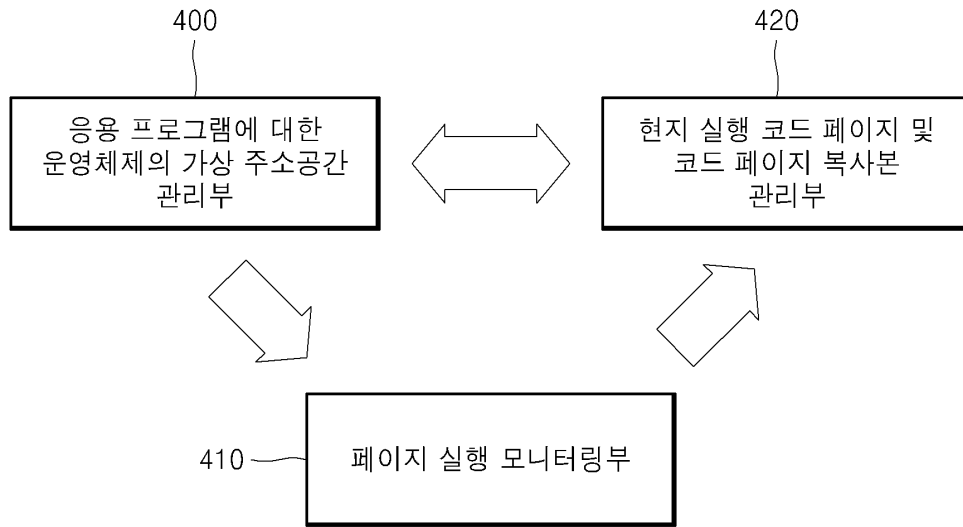 400
420
응용 프로그램에 대한
운영체제의 가상 주소공간
관리부
현지 실행 코드 페이지 및
코드 페이지 복사본
관리부
410
페이지 실행 모니터링부